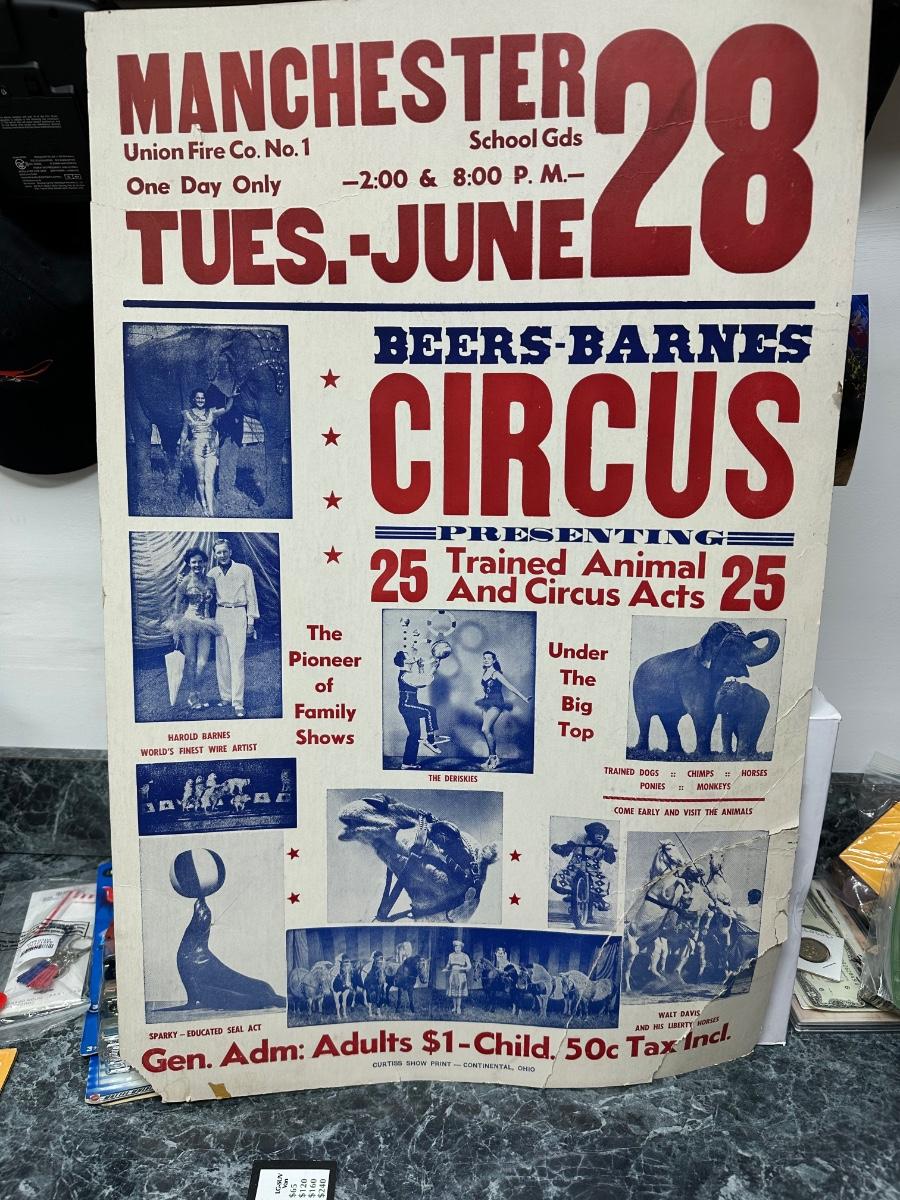 MANCHESTER 28
Union Fire Co. No. 1 School Gds
One Day Only —2:00 & 8:00 P. M.—
TUES.-JUNE
BEERS-BARNES
CIRCUS
PRESENTING
25 Trained Animal 25
And Circus Acts
The
Pioneer
of
Family
Shows
Under
The
Big
Top
HAROLD BARNES
WORLD'S FINEST WIRE ARTIST
THE DERISKIES
TRAINED DOGS :: CHIMPS :: HORSES
PONIES :: MONKEYS
COME EARLY AND VISIT THE ANIMALS
SPARKY — EDUCATED SEAL ACT
WALT DAVIS
AND HIS LIBERTY HORSES
Gen. Adm: Adults $1-Child. 50c Tax Incl.
CURTISS SHOW PRINT — CONTINENTAL, OHIO
$65
$120
$160
$240